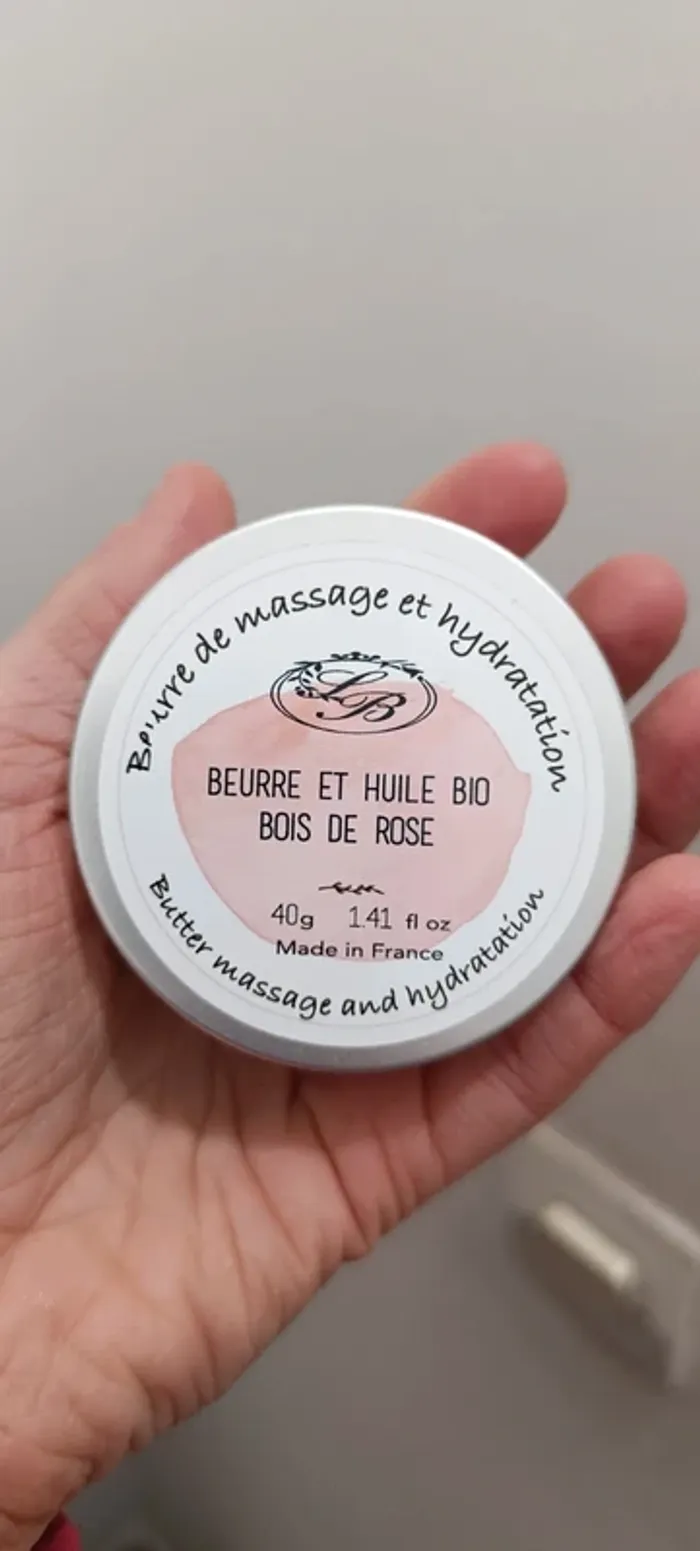 Beurre de massage et hydratation
LB
BEURRE ET HUILE BIO
BOIS DE ROSE
40g 1.41 fl oz
Made in France
Butter massage and hydratation